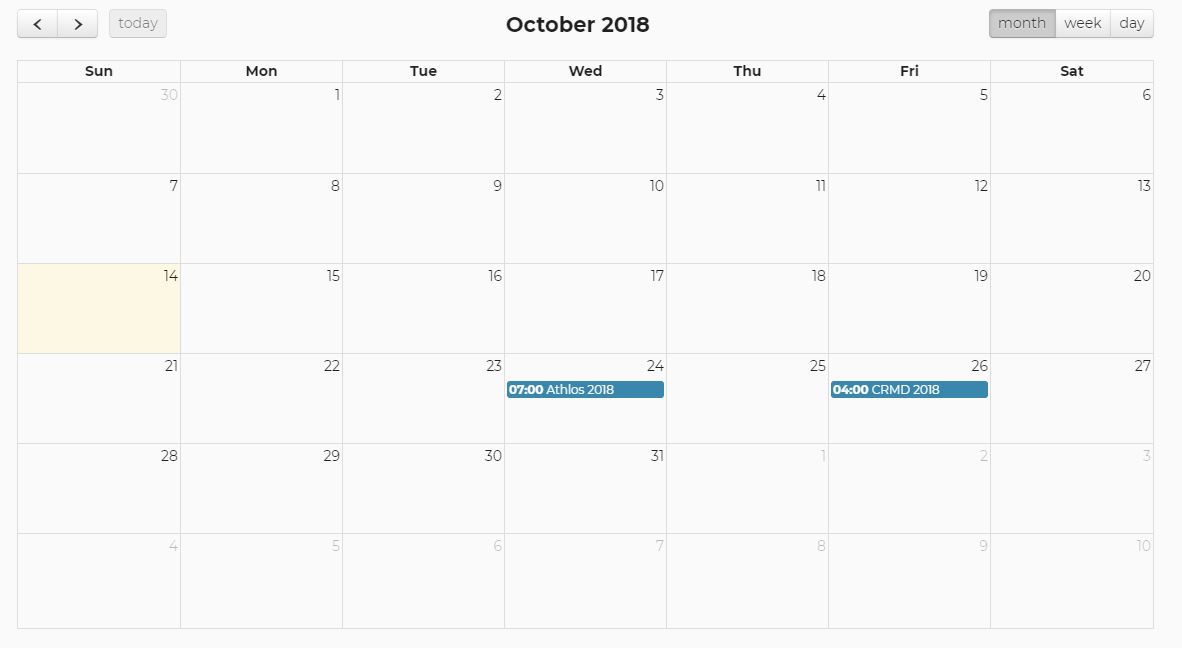 today
October 2018
month week day
Sun Mon Tue Wed Thu Fri Sat
30 1 2 3 4 5 6
7 8 9 10 11 12 13
14 15 16 17 18 19 20
21 22 23 24 25 26 27
07:00 Athlos 2018 04:00 CRMD 2018
28 29 30 31 1 2 3
4 5 6 7 8 9 10